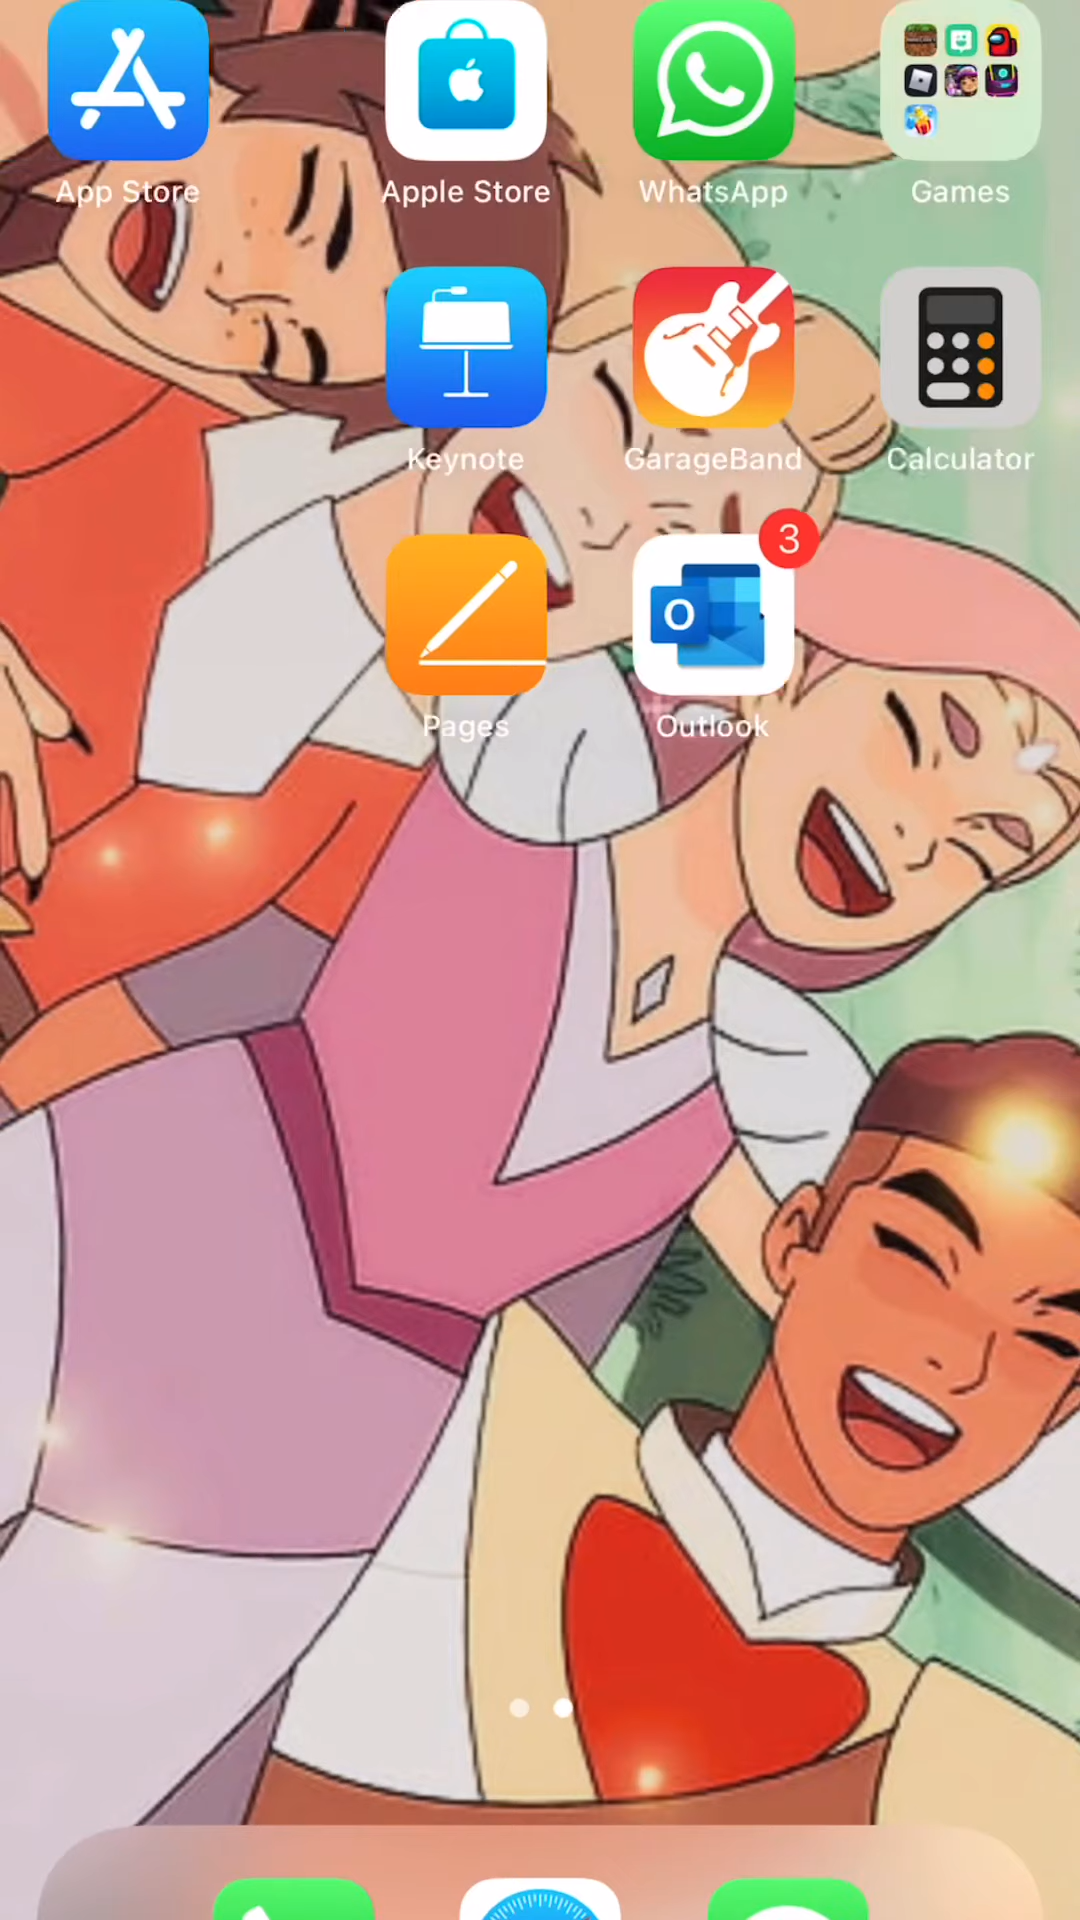 App Store
Apple Store
WhatsApp
Games
Keynote
GarageBand
Calculator
3
O
Pages
Outlook